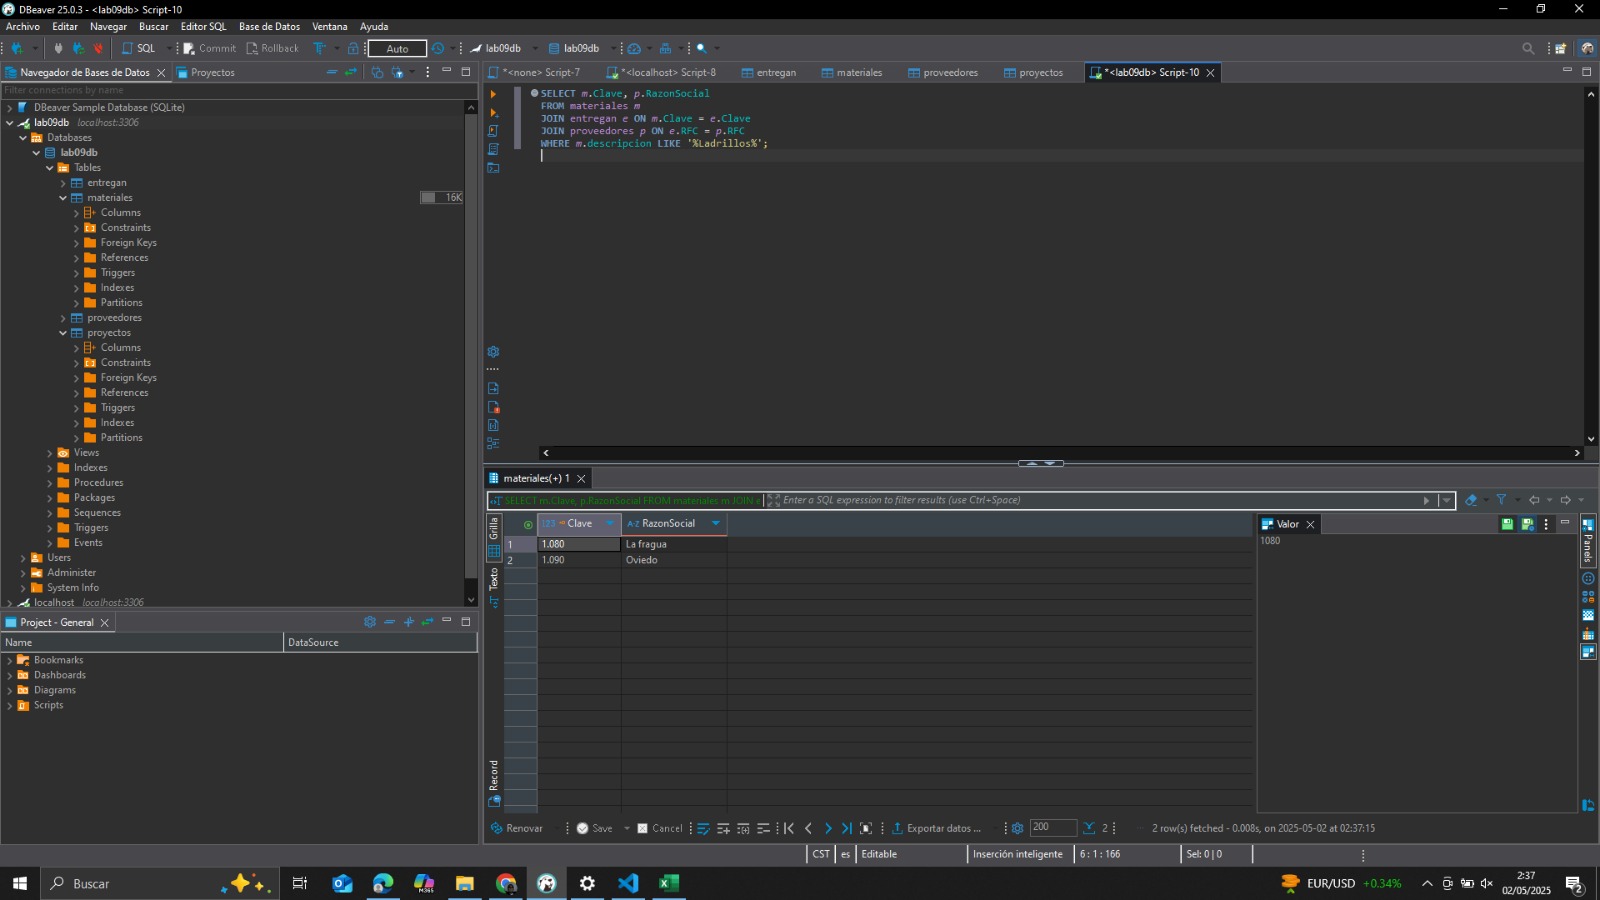 DBeaver 25.0.3 - <lab09db> Script-10
Archivo Editar Navegar Buscar Editor SQL Base de Datos Ventana Ayuda
SQL Commit Rollback Auto lab09db lab09db
Navegador de Bases de Datos Proyectos
Filter connections by name
DBeaver Sample Database (SQLite)
lab09db localhost:3306
Databases
lab09db
Tables
entregan
materiales 16K
Columns
Constraints
Foreign Keys
References
Triggers
Indexes
Partitions
proveedores
proyectos
Columns
Constraints
Foreign Keys
References
Triggers
Indexes
Partitions
Views
Indexes
Procedures
Packages
Sequences
Triggers
Events
Users
Administer
System Info
localhost localhost:3306
Project - General
Name DataSource
Bookmarks
Dashboards
Diagrams
Scripts
*<none> Script-7 *<localhost> Script-8 entregan materiales proveedores proyectos *<lab09db> Script-10
SELECT m.Clave, p.RazonSocial
FROM materiales m
JOIN entregan e ON m.Clave = e.Clave
JOIN proveedores p ON e.RFC = p.RFC
WHERE m.descripcion LIKE '%Ladrillos%';
materiales(+) 1
SELECT m.Clave, p.RazonSocial FROM materiales m JOIN e Enter a SQL expression to filter results (use Ctrl+Space)
Grilla
Texto
Record
123 Clave A-Z RazonSocial
1 1.080 La fragua
2 1.090 Oviedo
Valor
1080
Panels
Renovar Save Cancel Exportar datos ... 200 2 2 row(s) fetched - 0.008s, on 2025-05-02 at 02:37:15
CST es Editable Inserción inteligente 6 : 1 : 166 Sel: 0 | 0
Buscar
M365
EUR/USD +0.34%
2:37
02/05/2025
2